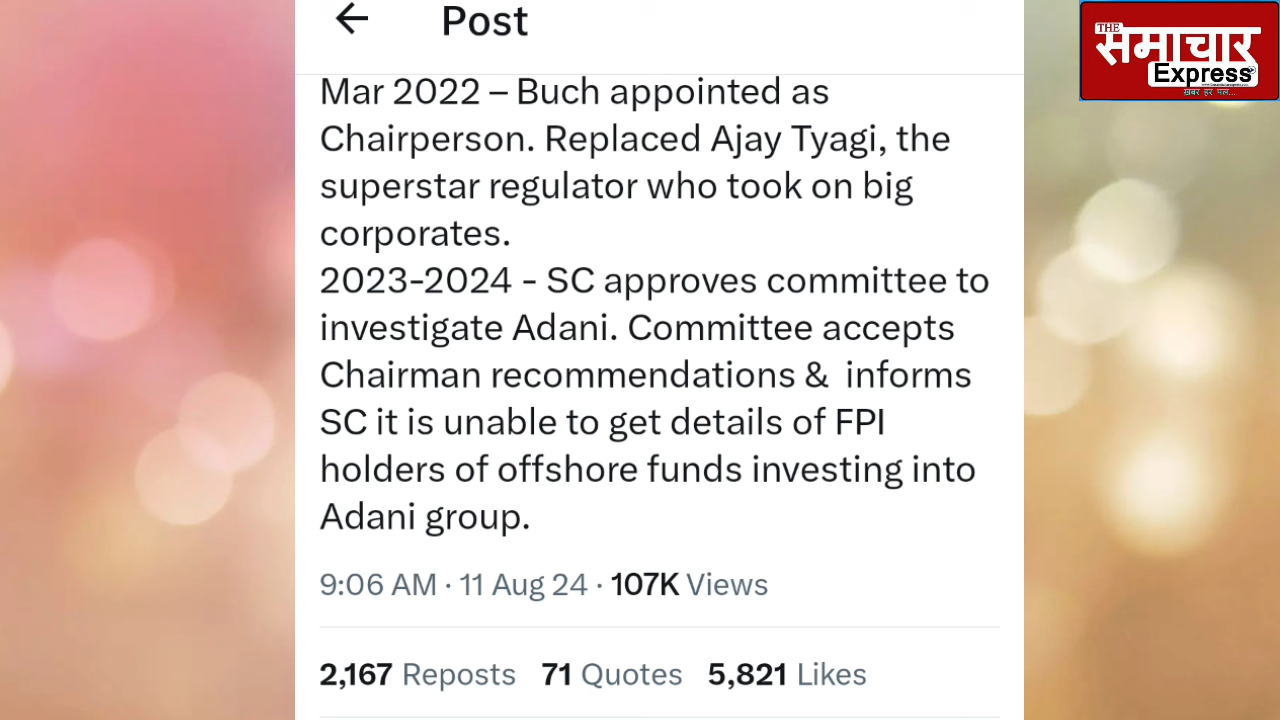 Post
THE
समाचार
Express
ख़बर हर पल...
Mar 2022 – Buch appointed as
Chairperson. Replaced Ajay Tyagi, the
superstar regulator who took on big
corporates.
2023-2024 - SC approves committee to
investigate Adani. Committee accepts
Chairman recommendations &  informs
SC it is unable to get details of FPI
holders of offshore funds investing into
Adani group.
9:06 AM · 11 Aug 24 · 107K Views
2,167 Reposts 71 Quotes 5,821 Likes